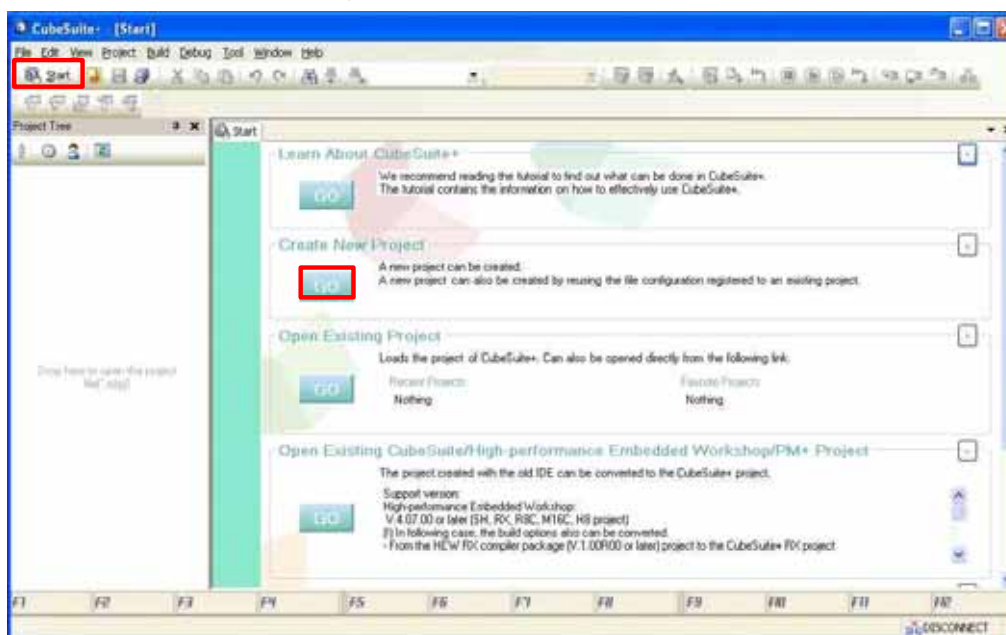 CubeSuite+ - [Start]
File Edit View Project Build Debug Tool Window Help
Start
Project Tree
Start
Learn About CubeSuite+
GO
We recommend reading the tutorial to find out what can be done in CubeSuite+.
The tutorial contains the information on how to effectively use CubeSuite+.
Create New Project
GO
A new project can be created.
A new project can also be created by reusing the file configuration registered to an existing project.
Open Existing Project
GO
Loads the project of CubeSuite+. Can also be opened directly from the following link.
Recent Projects
Favorite Projects
Nothing
Nothing
Drop here to open the project
Open Existing CubeSuite/High-performance Embedded Workshop/PM+ Project
GO
The project created with the old IDE can be converted to the CubeSuite+ project.
Support version:
High-performance Embedded Workshop:
V.4.07.00 or later (SH, RX, R8C, M16C, H8 project)
(!) In following case, the build options also can be converted.
- From the HEW RX compiler package (V.1.00R00 or later) project to the CubeSuite+ RX project
F1 F2 F3 F4 F5 F6 F7 F8 F9 F10 F11 F12
DISCONNECT